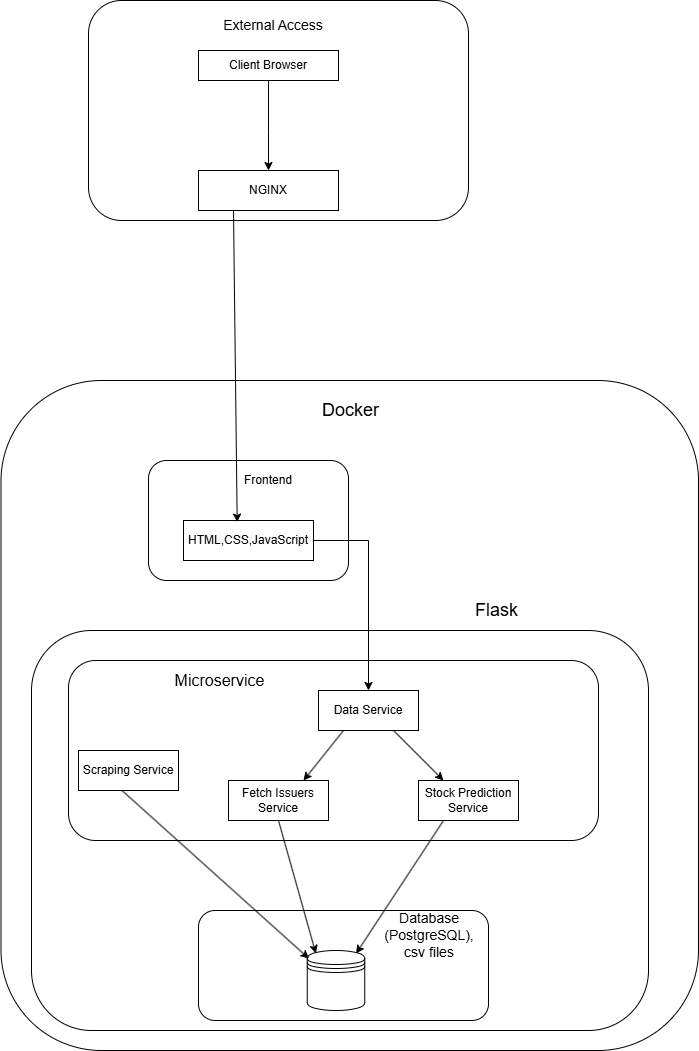 External Access
Client Browser
NGINX
Docker
Frontend
HTML,CSS,JavaScript
Flask
Microservice
Data Service
Scraping Service
Fetch Issuers
Service
Stock Prediction
Service
Database
(PostgreSQL),
csv files